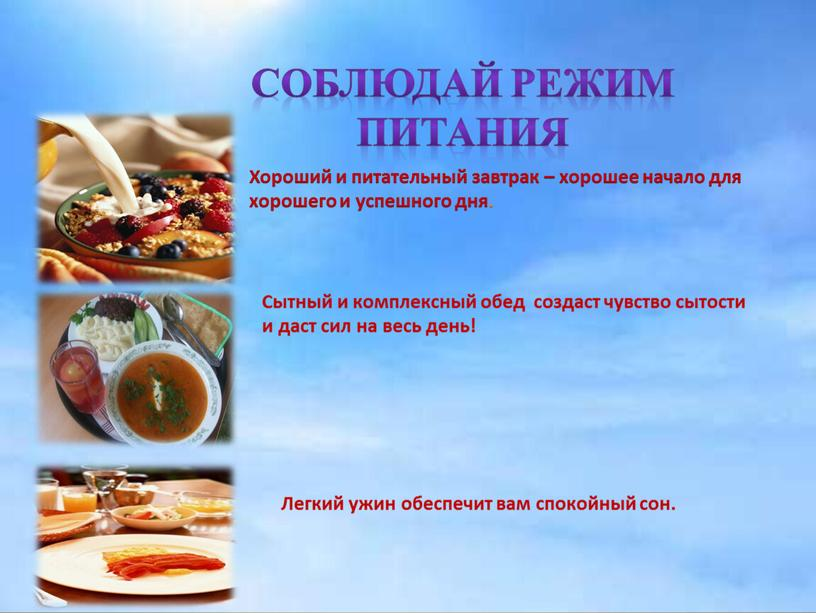 СОБЛЮДАЙ РЕЖИМ
ПИТАНИЯ
Хороший и питательный завтрак – хорошее начало для
хорошего и успешного дня.
Сытный и комплексный обед создаст чувство сытости
и даст сил на весь день!
Легкий ужин обеспечит вам спокойный сон.